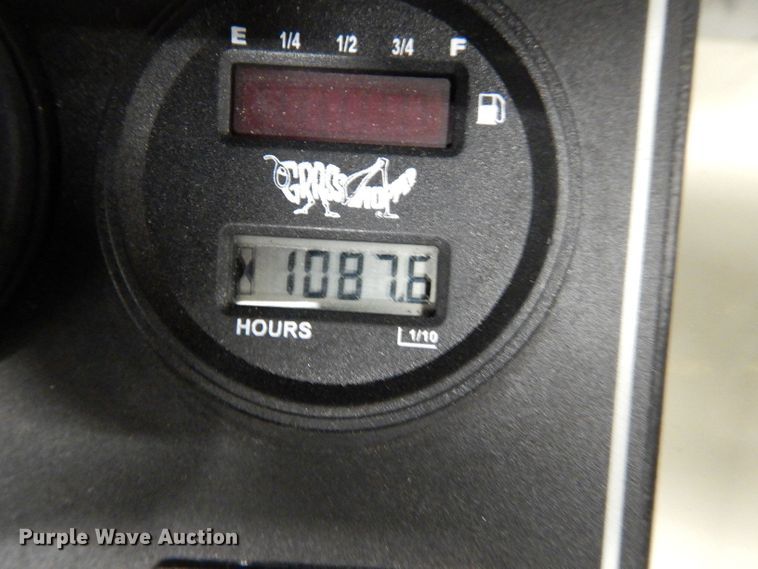 E 1/4 1/2 3/4 F
GRASSHOPPER
1087.6
HOURS 1/10
Purple Wave Auction